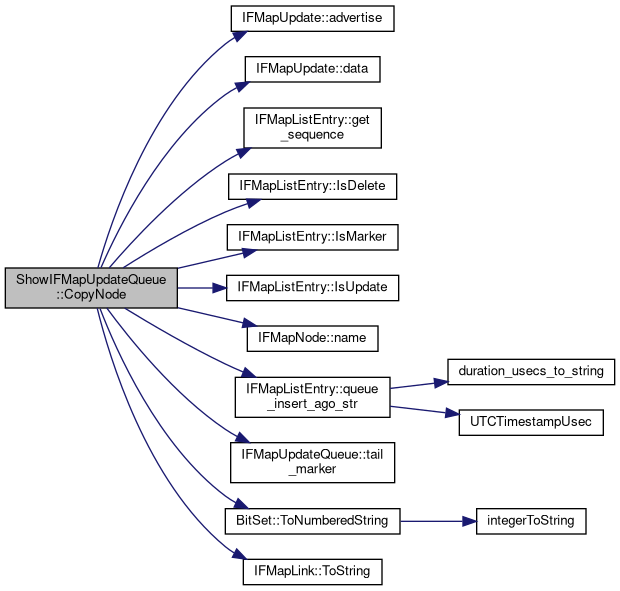 ShowIFMapUpdateQueue
::CopyNode
IFMapUpdate::advertise
IFMapUpdate::data
IFMapListEntry::get
_sequence
IFMapListEntry::IsDelete
IFMapListEntry::IsMarker
IFMapListEntry::IsUpdate
IFMapNode::name
IFMapListEntry::queue
_insert_ago_str
duration_usecs_to_string
UTCTimestampUsec
IFMapUpdateQueue::tail
_marker
BitSet::ToNumberedString
integerToString
IFMapLink::ToString